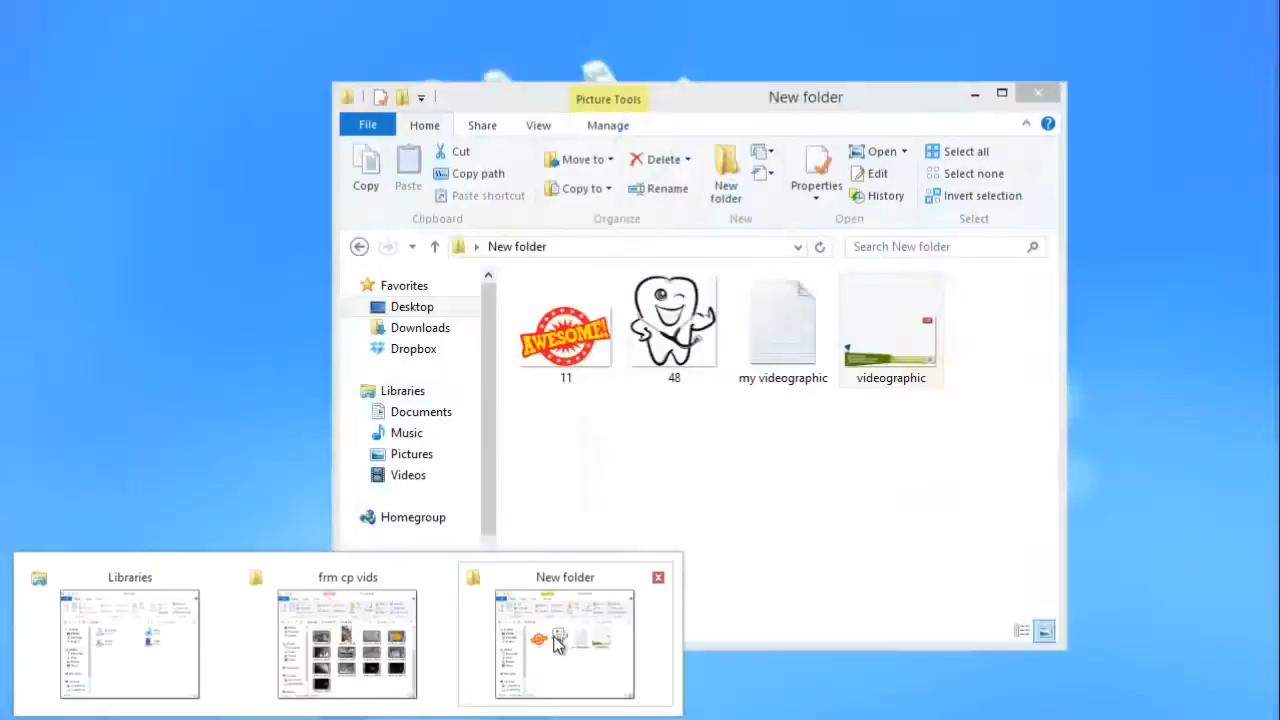 Picture Tools
New folder
File
Home
Share
View
Manage
Copy
Paste
Cut
Copy path
Paste shortcut
Clipboard
Move to
Copy to
Delete
Rename
Organize
New
folder
New
Properties
Open
Edit
History
Open
Select all
Select none
Invert selection
Select
New folder
Search New folder
Favorites
Desktop
Downloads
Dropbox
Libraries
Documents
Music
Pictures
Videos
Homegroup
AWESOME!
11
48
my videographic
videographic
Libraries
frm cp vids
New folder